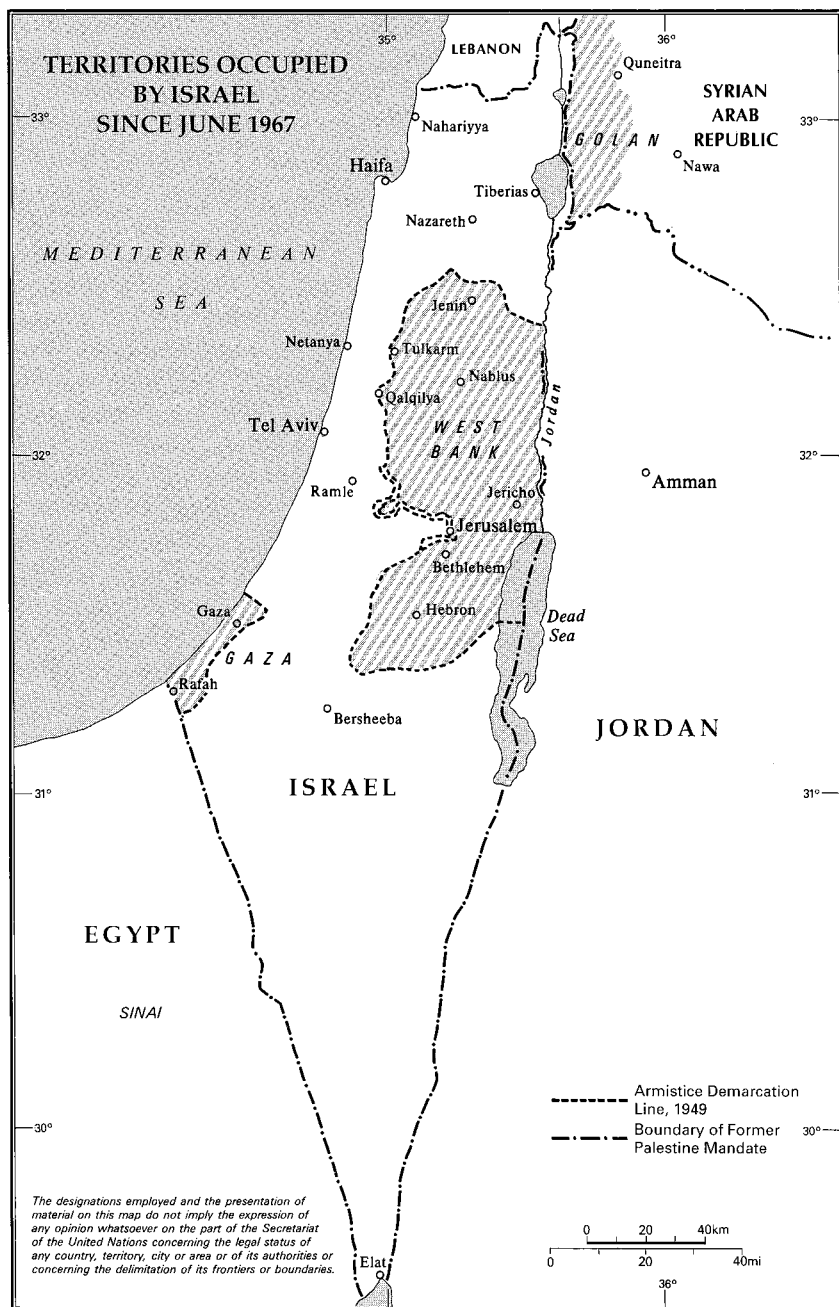 35°
36°
LEBANON
TERRITORIES OCCUPIED
BY ISRAEL
SINCE JUNE 1967
Quneitra
SYRIAN
ARAB
REPUBLIC
33°
33°
Nahariyya
GOLAN
Nawa
Haifa
Tiberias
Nazareth
MEDITERRANEAN
SEA
Jenin
Netanya
Tulkarm
Nablus
Qalqilya
Jordan
Tel Aviv
WEST
BANK
32°
32°
Ramle
Jericho
Amman
Jerusalem
Bethlehem
Gaza
Hebron
Dead
Sea
GAZA
Rafah
Bersheeba
JORDAN
ISRAEL
31°
31°
EGYPT
SINAI
Armistice Demarcation
Line, 1949
Boundary of Former
Palestine Mandate
30°
30°
The designations employed and the presentation of
material on this map do not imply the expression of
any opinion whatsoever on the part of the Secretariat
of the United Nations concerning the legal status of
any country, territory, city or area or of its authorities or
concerning the delimitation of its frontiers or boundaries.
0 20 40km
0 20 40mi
Elat
36°